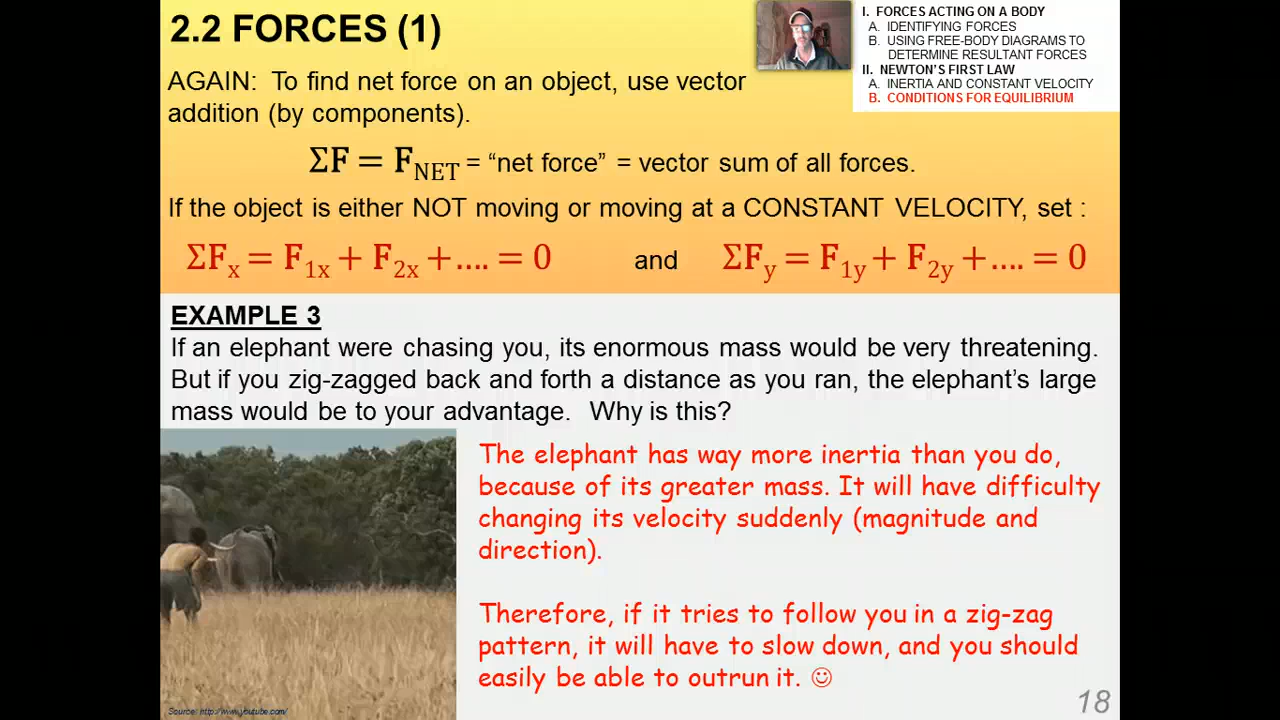 2.2 FORCES (1)
I. FORCES ACTING ON A BODY
A. IDENTIFYING FORCES
B. USING FREE-BODY DIAGRAMS TO
DETERMINE RESULTANT FORCES
II. NEWTON'S FIRST LAW
A. INERTIA AND CONSTANT VELOCITY
B. CONDITIONS FOR EQUILIBRIUM
AGAIN: To find net force on an object, use vector
addition (by components).
ΣF = F_NET = “net force” = vector sum of all forces.
If the object is either NOT moving or moving at a CONSTANT VELOCITY, set :
ΣF_x = F_1x + F_2x + .... = 0 and ΣF_y = F_1y + F_2y + .... = 0
EXAMPLE 3
If an elephant were chasing you, its enormous mass would be very threatening.
But if you zig-zagged back and forth a distance as you ran, the elephant's large
mass would be to your advantage. Why is this?
The elephant has way more inertia than you do,
because of its greater mass. It will have difficulty
changing its velocity suddenly (magnitude and
direction).
Therefore, if it tries to follow you in a zig-zag
pattern, it will have to slow down, and you should
easily be able to outrun it. ☺
Source: http://www.youtube.com/
18